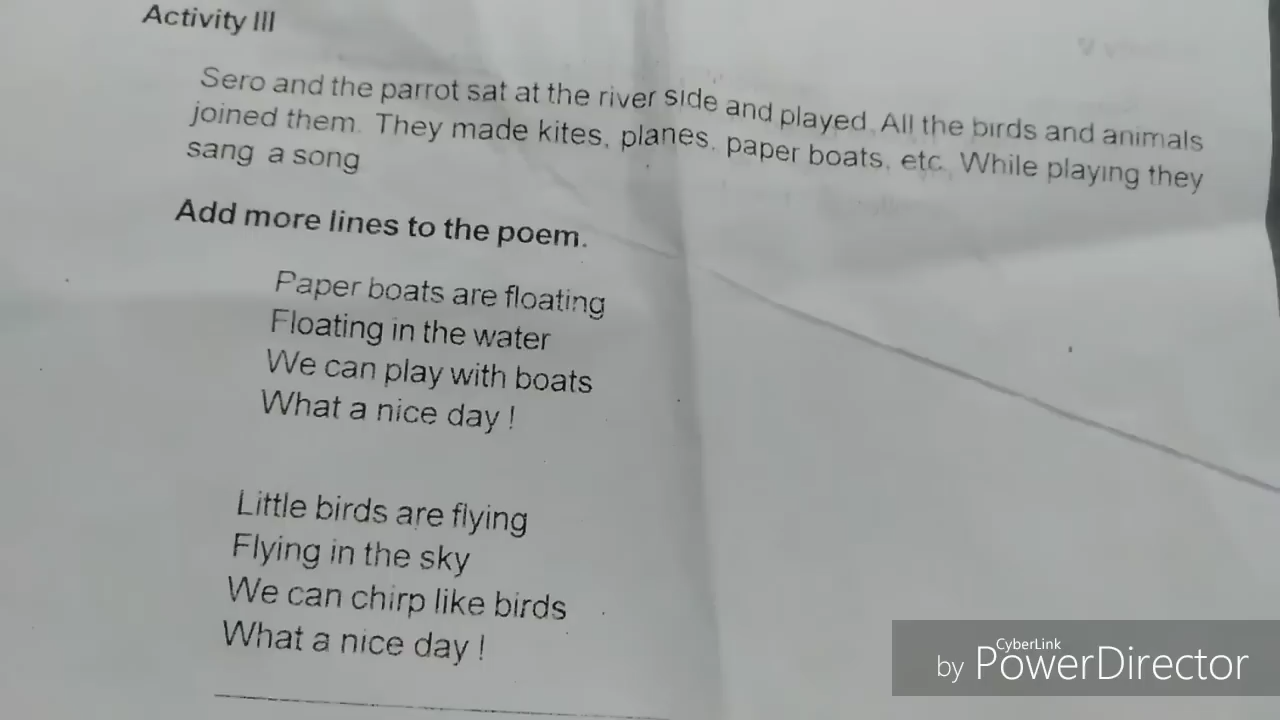 Activity III
Sero and the parrot sat at the river side and played. All the birds and animals
joined them. They made kites, planes, paper boats, etc. While playing they
sang a song
Add more lines to the poem.
Paper boats are floating
Floating in the water
We can play with boats
What a nice day !
Little birds are flying
Flying in the sky
We can chirp like birds
What a nice day !
by CyberLink PowerDirector